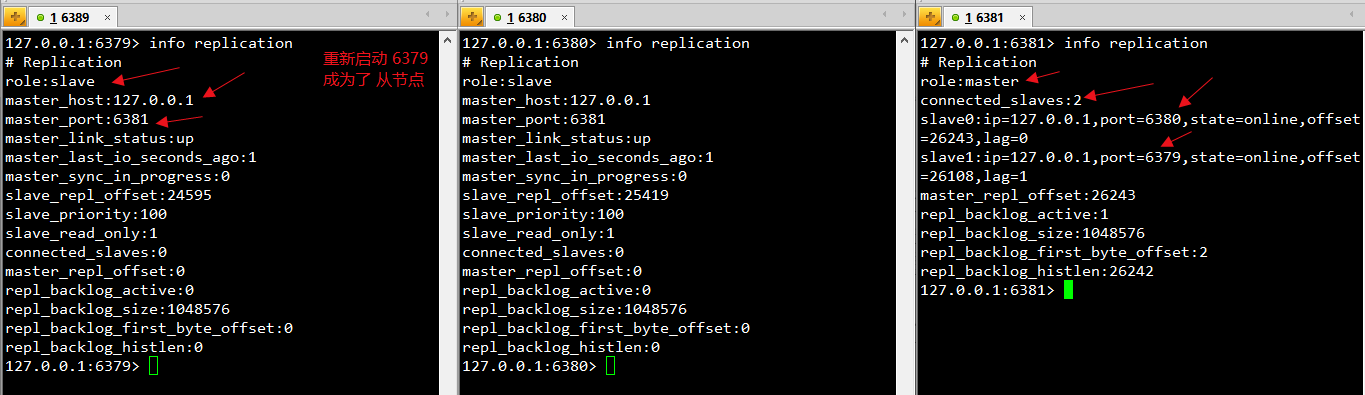 1 6389
127.0.0.1:6379> info replication
# Replication
role:slave
master_host:127.0.0.1
master_port:6381
master_link_status:up
master_last_io_seconds_ago:1
master_sync_in_progress:0
slave_repl_offset:24595
slave_priority:100
slave_read_only:1
connected_slaves:0
master_repl_offset:0
repl_backlog_active:0
repl_backlog_size:1048576
repl_backlog_first_byte_offset:0
repl_backlog_histlen:0
127.0.0.1:6379>
重新启动 6379
成为了 从节点
1 6380
127.0.0.1:6380> info replication
# Replication
role:slave
master_host:127.0.0.1
master_port:6381
master_link_status:up
master_last_io_seconds_ago:1
master_sync_in_progress:0
slave_repl_offset:25419
slave_priority:100
slave_read_only:1
connected_slaves:0
master_repl_offset:0
repl_backlog_active:0
repl_backlog_size:1048576
repl_backlog_first_byte_offset:0
repl_backlog_histlen:0
127.0.0.1:6380>
1 6381
127.0.0.1:6381> info replication
# Replication
role:master
connected_slaves:2
slave0:ip=127.0.0.1,port=6380,state=online,offset
=26243,lag=0
slave1:ip=127.0.0.1,port=6379,state=online,offset
=26108,lag=1
master_repl_offset:26243
repl_backlog_active:1
repl_backlog_size:1048576
repl_backlog_first_byte_offset:2
repl_backlog_histlen:26242
127.0.0.1:6381>